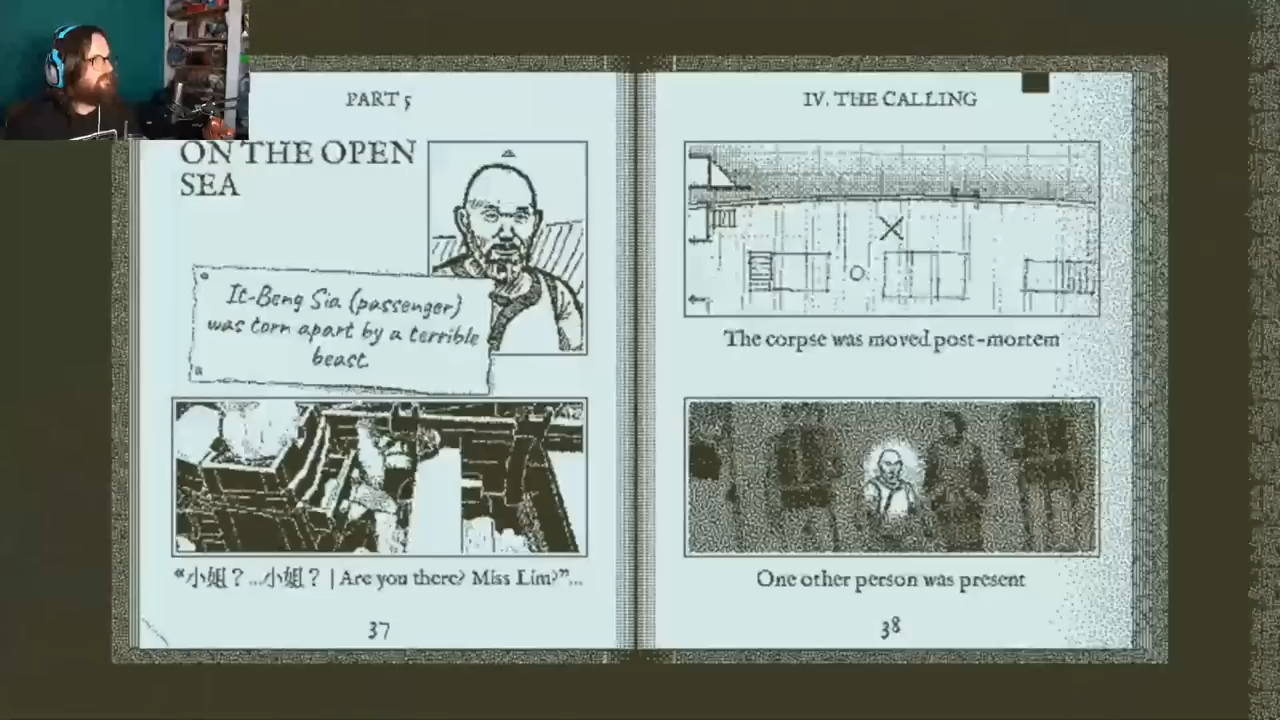 PART 5
ON THE OPEN
SEA
It-Beng Sia (passenger)
was torn apart by a terrible
beast.
“小姐？...小姐？ | Are you there? Miss Lim?”...
37
IV. THE CALLING
The corpse was moved post-mortem
One other person was present
38